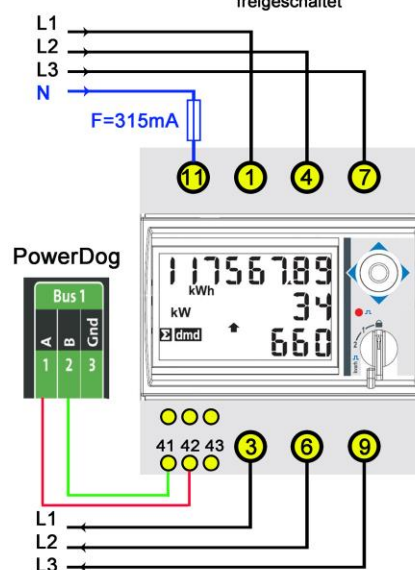 freigeschaltet
L1
L2
L3
N
F=315mA
11 1 4 7
PowerDog
Bus 1
A B Gnd
1 2 3
117567.89
kWh
kW 34
Σ dmd 660
41 42 43
3 6 9
L1
L2
L3